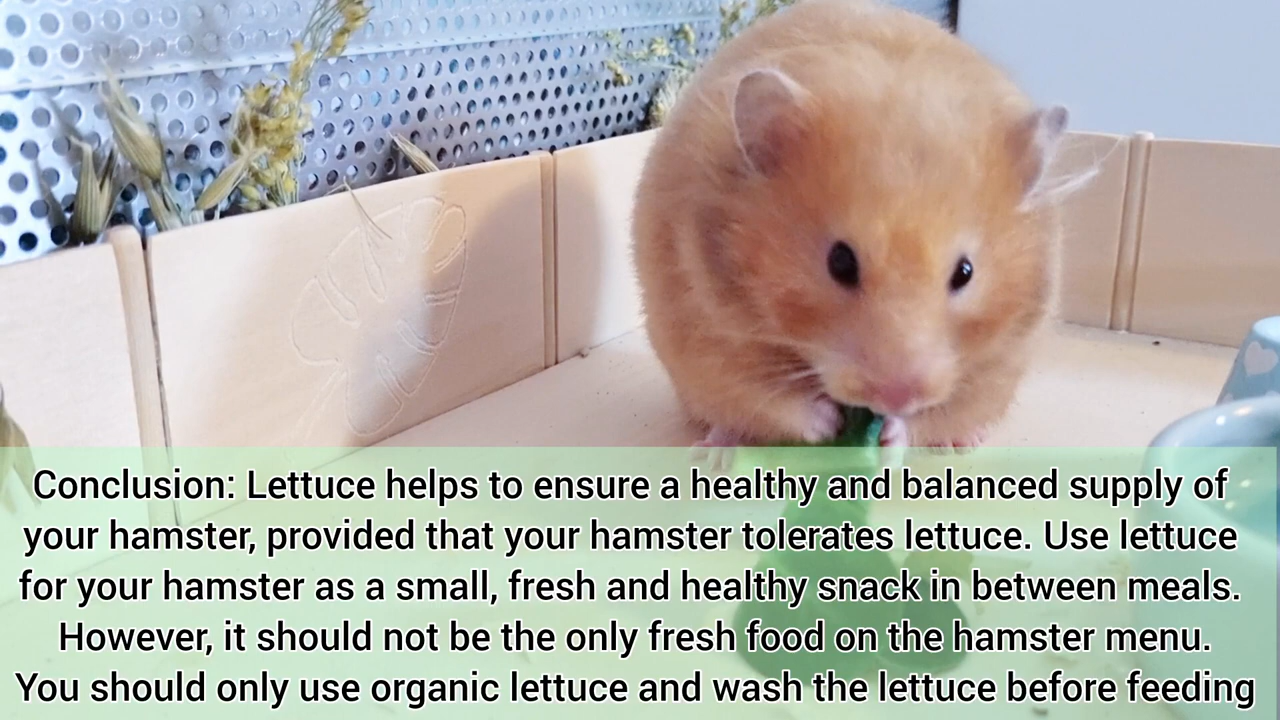 Conclusion: Lettuce helps to ensure a healthy and balanced supply of
your hamster, provided that your hamster tolerates lettuce. Use lettuce
for your hamster as a small, fresh and healthy snack in between meals.
However, it should not be the only fresh food on the hamster menu.
You should only use organic lettuce and wash the lettuce before feeding